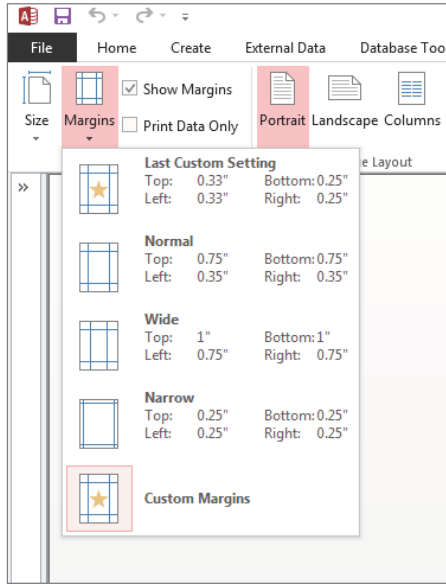 File Home Create External Data Database Too
Size Margins Show Margins Print Data Only Portrait Landscape Columns
e Layout
Last Custom Setting
Top: 0.33" Bottom: 0.25"
Left: 0.33" Right: 0.25"
Normal
Top: 0.75" Bottom: 0.75"
Left: 0.35" Right: 0.35"
Wide
Top: 1" Bottom: 1"
Left: 0.75" Right: 0.75"
Narrow
Top: 0.25" Bottom: 0.25"
Left: 0.25" Right: 0.25"
Custom Margins